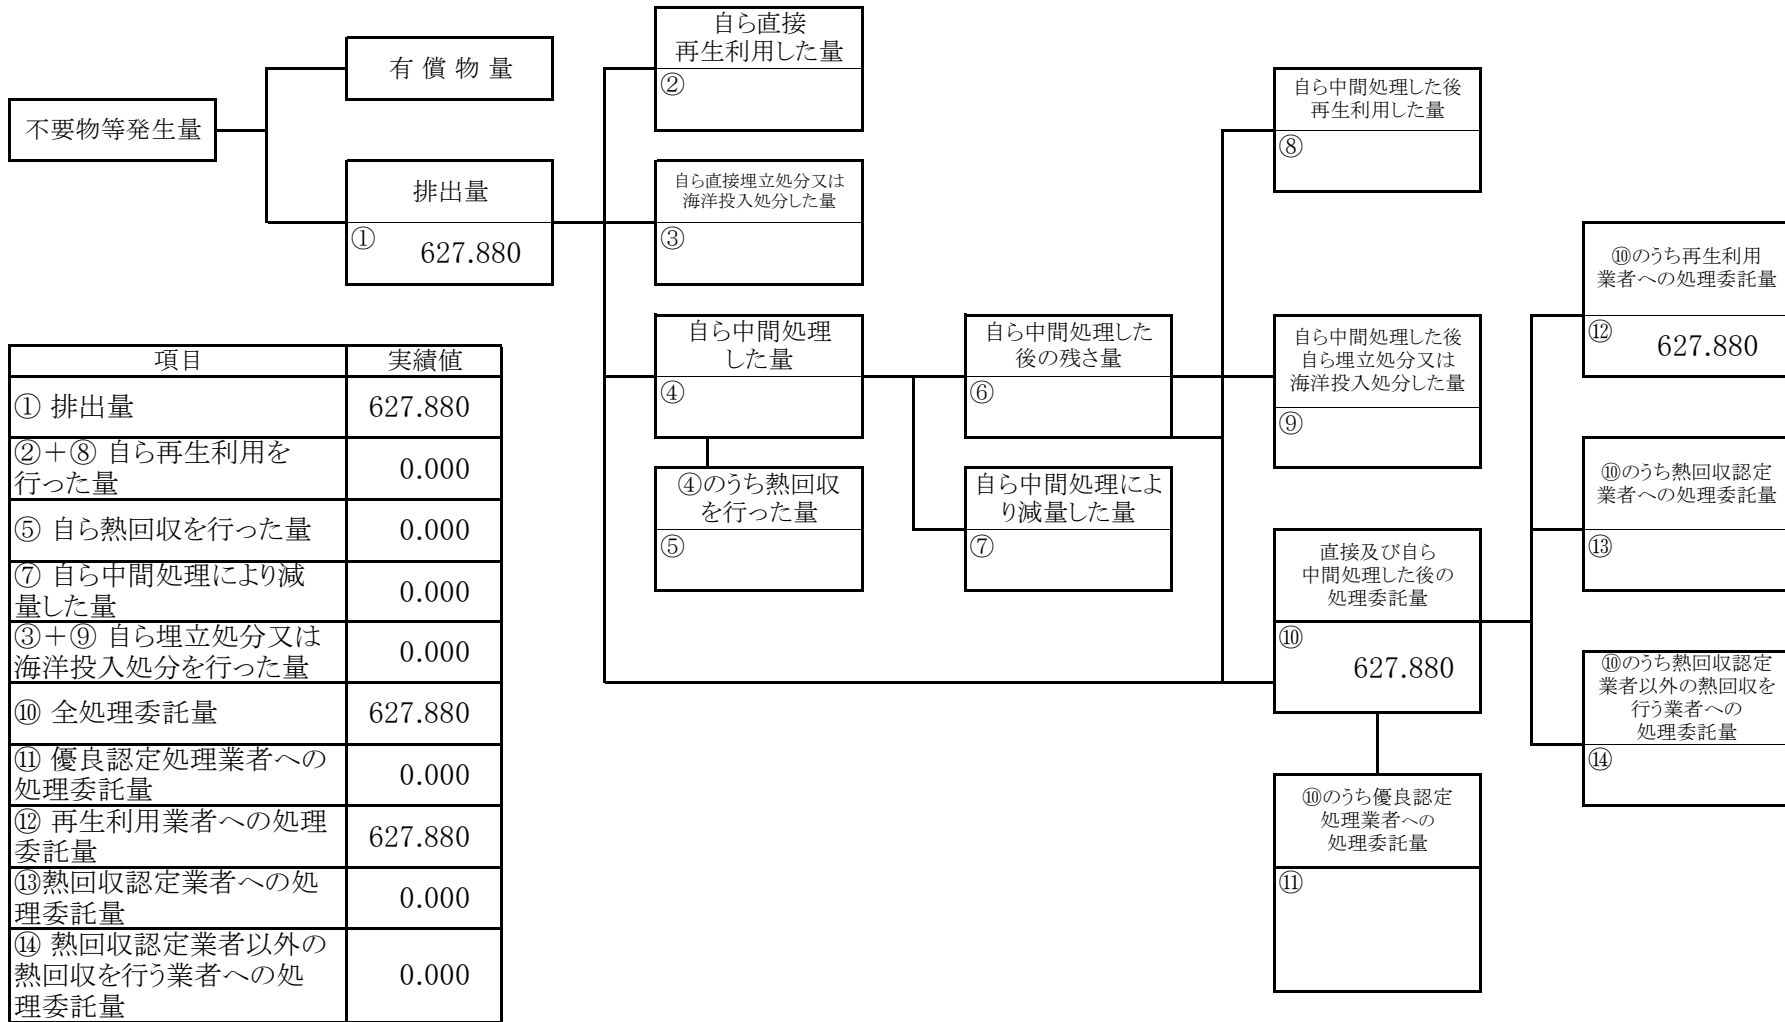 不要物等発生量
有 償 物 量
排出量
①
627.880
自ら直接
再生利用した量
②
自ら直接埋立処分又は
海洋投入処分した量
③
自ら中間処理
した量
④
④のうち熱回収
を行った量
⑤
自ら中間処理した
後の残さ量
⑥
自ら中間処理によ
り減量した量
⑦
自ら中間処理した後
再生利用した量
⑧
自ら中間処理した後
自ら埋立処分又は
海洋投入処分した量
⑨
直接及び自ら
中間処理した後の
処理委託量
⑩
627.880
⑩のうち優良認定
処理業者への
処理委託量
⑪
⑩のうち再生利用
業者への処理委託量
⑫
627.880
⑩のうち熱回収認定
業者への処理委託量
⑬
⑩のうち熱回収認定
業者以外の熱回収を
行う業者への
処理委託量
⑭
項目 実績値
① 排出量 627.880
②＋⑧ 自ら再生利用を
行った量 0.000
⑤ 自ら熱回収を行った量 0.000
⑦ 自ら中間処理により減
量した量 0.000
③＋⑨ 自ら埋立処分又は
海洋投入処分を行った量 0.000
⑩ 全処理委託量 627.880
⑪ 優良認定処理業者への
処理委託量 0.000
⑫ 再生利用業者への処理
委託量 627.880
⑬熱回収認定業者への処
理委託量 0.000
⑭ 熱回収認定業者以外の
熱回収を行う業者への処
理委託量 0.000